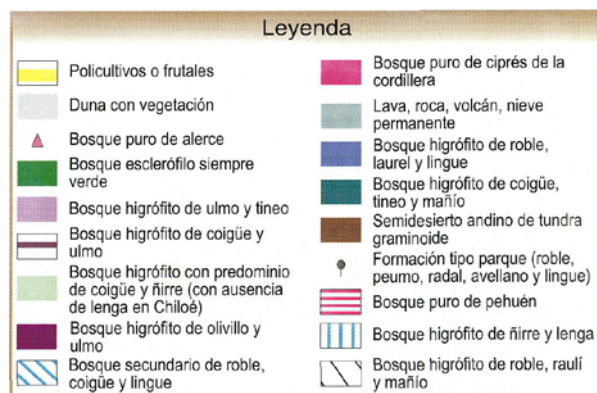 Leyenda
Policultivos o frutales
Duna con vegetación
Bosque puro de alerce
Bosque esclerófilo siempre
verde
Bosque higrófito de ulmo y tineo
Bosque higrófito de coigüe y
ulmo
Bosque higrófito con predominio
de coigüe y ñirre (con ausencia
de lenga en Chiloé)
Bosque higrófito de olivillo y
ulmo
Bosque secundario de roble,
coigüe y lingue
Bosque puro de ciprés de la
cordillera
Lava, roca, volcán, nieve
permanente
Bosque higrófito de roble,
laurel y lingue
Bosque higrófito de coigüe,
tineo y mañío
Semidesierto andino de tundra
graminoide
Formación tipo parque (roble,
peumo, radal, avellano y lingue)
Bosque puro de pehuén
Bosque higrófito de ñirre y lenga
Bosque higrófito de roble, raulí
y mañío